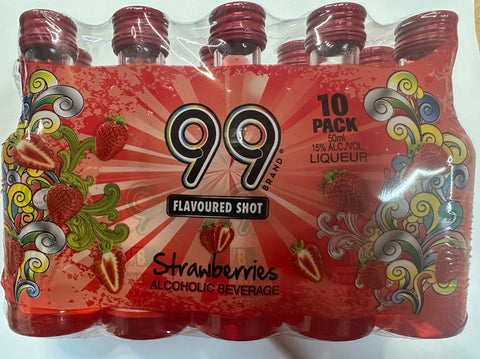 99
BRAND®
FLAVOURED SHOT
10
PACK
50ml
15% ALC./VOL
LIQUEUR
Strawberries
ALCOHOLIC BEVERAGE